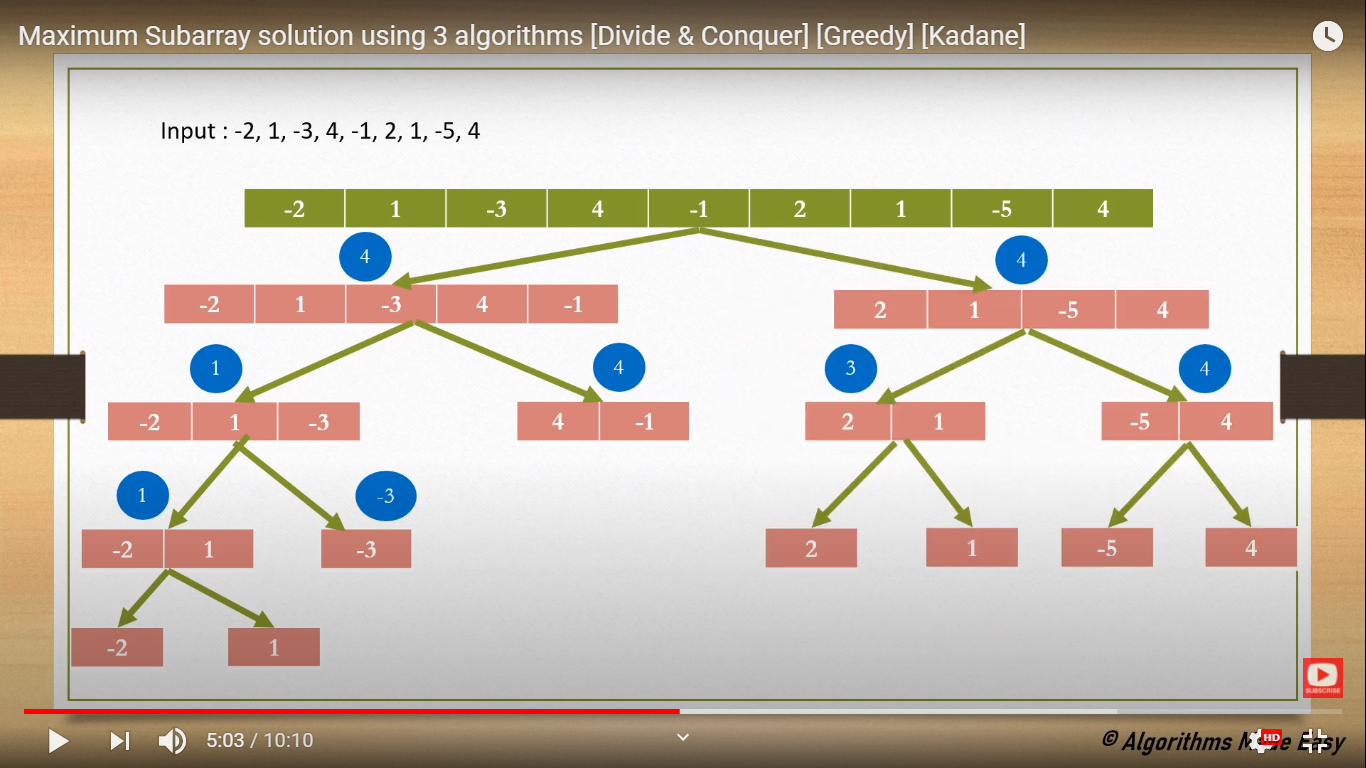 Maximum Subarray solution using 3 algorithms [Divide & Conquer] [Greedy] [Kadane]
Input : -2, 1, -3, 4, -1, 2, 1, -5, 4
-2 1 -3 4 -1 2 1 -5 4
4 4
-2 1 -3 4 -1 2 1 -5 4
1 4 3 4
-2 1 -3 4 -1 2 1 -5 4
1 -3
-2 1 -3 2 1 -5 4
-2 1
SUBSCRIBE
5:03 / 10:10
© Algorithms Made Easy
HD